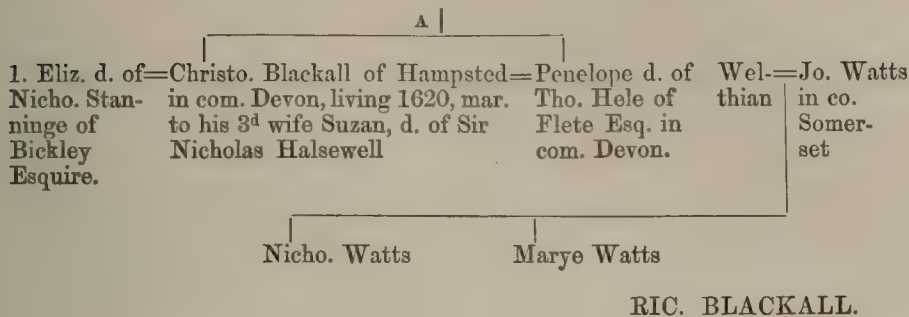 A
1. Eliz. d. of=Christo. Blackall of Hampsted=Penelope d. of Wel-=Jo. Watts
Nicho. Stan- in com. Devon, living 1620, mar. Tho. Hele of thian in co.
ninge of to his 3d wife Suzan, d. of Sir Flete Esq. in Somer-
Bickley Nicholas Halsewell com. Devon. set
Esquire.
Nicho. Watts Marye Watts
RIC. BLACKALL.